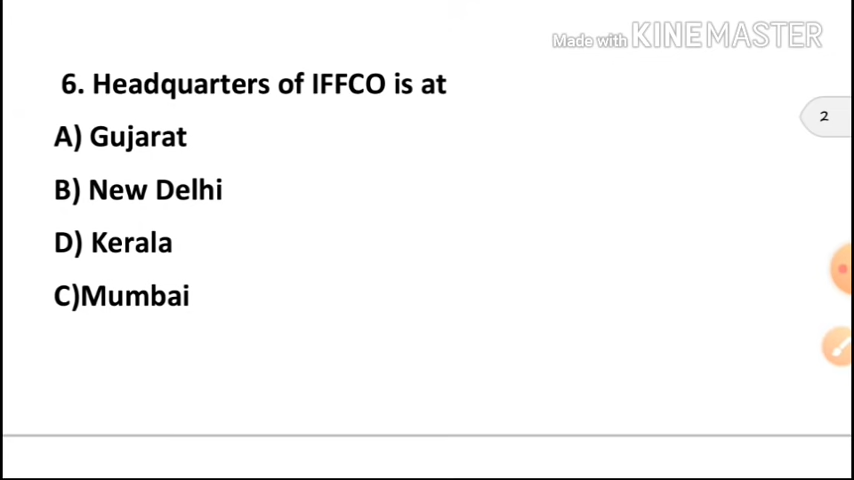 Made with KINEMASTER
6. Headquarters of IFFCO is at
2
A) Gujarat
B) New Delhi
D) Kerala
C)Mumbai